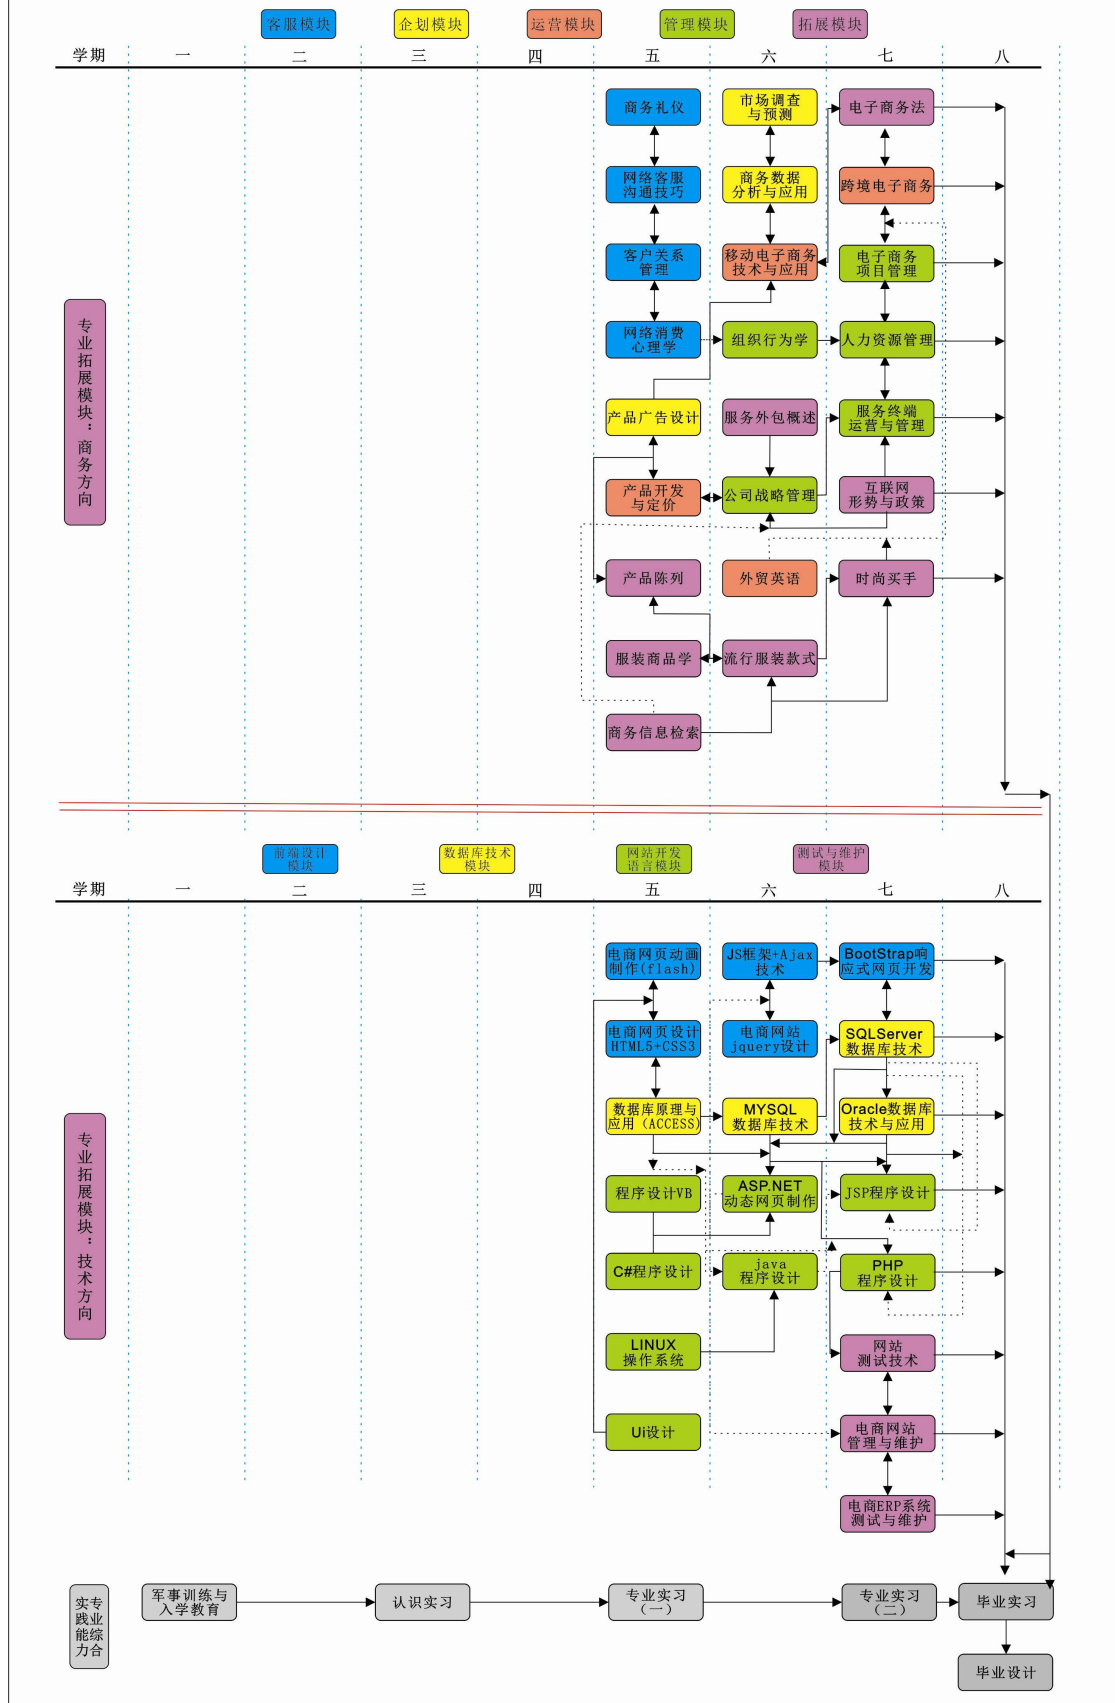 客服模块 企划模块 运营模块 管理模块 拓展模块
学期 一 二 三 四 五 六 七 八
商务礼仪
市场调查
与预测
电子商务法
网络客服
沟通技巧
商务数据
分析与应用
跨境电子商务
客户关系
管理
移动电子商务
技术与应用
电子商务
项目管理
网络消费
心理学
组织行为学
人力资源管理
专业拓展模块：商务方向
产品广告设计
服务外包概述
服务终端
运营与管理
产品开发
与定价
公司战略管理
互联网
形势与政策
产品陈列
外贸英语
时尚买手
服装商品学
流行服装款式
商务信息检索
前端设计
模块
数据库技术
模块
网站开发
语言模块
测试与维护
模块
学期 一 二 三 四 五 六 七 八
电商网页动画
制作(flash)
JS框架+Ajax
技术
BootStrap响
应式网页开发
电商网页设计
HTML5+CSS3
电商网站
jquery设计
SQLServer
数据库技术
数据库原理与
应用（ACCESS)
MYSQL
数据库技术
Oracle数据库
技术与应用
专业拓展模块：技术方向
程序设计VB
ASP.NET
动态网页制作
JSP程序设计
C#程序设计
java
程序设计
PHP
程序设计
LINUX
操作系统
网站
测试技术
Ui设计
电商网站
管理与维护
电商ERP系统
测试与维护
专业综合
实践能力
军事训练与
入学教育
认识实习
专业实习
（一）
专业实习
（二）
毕业实习
毕业设计